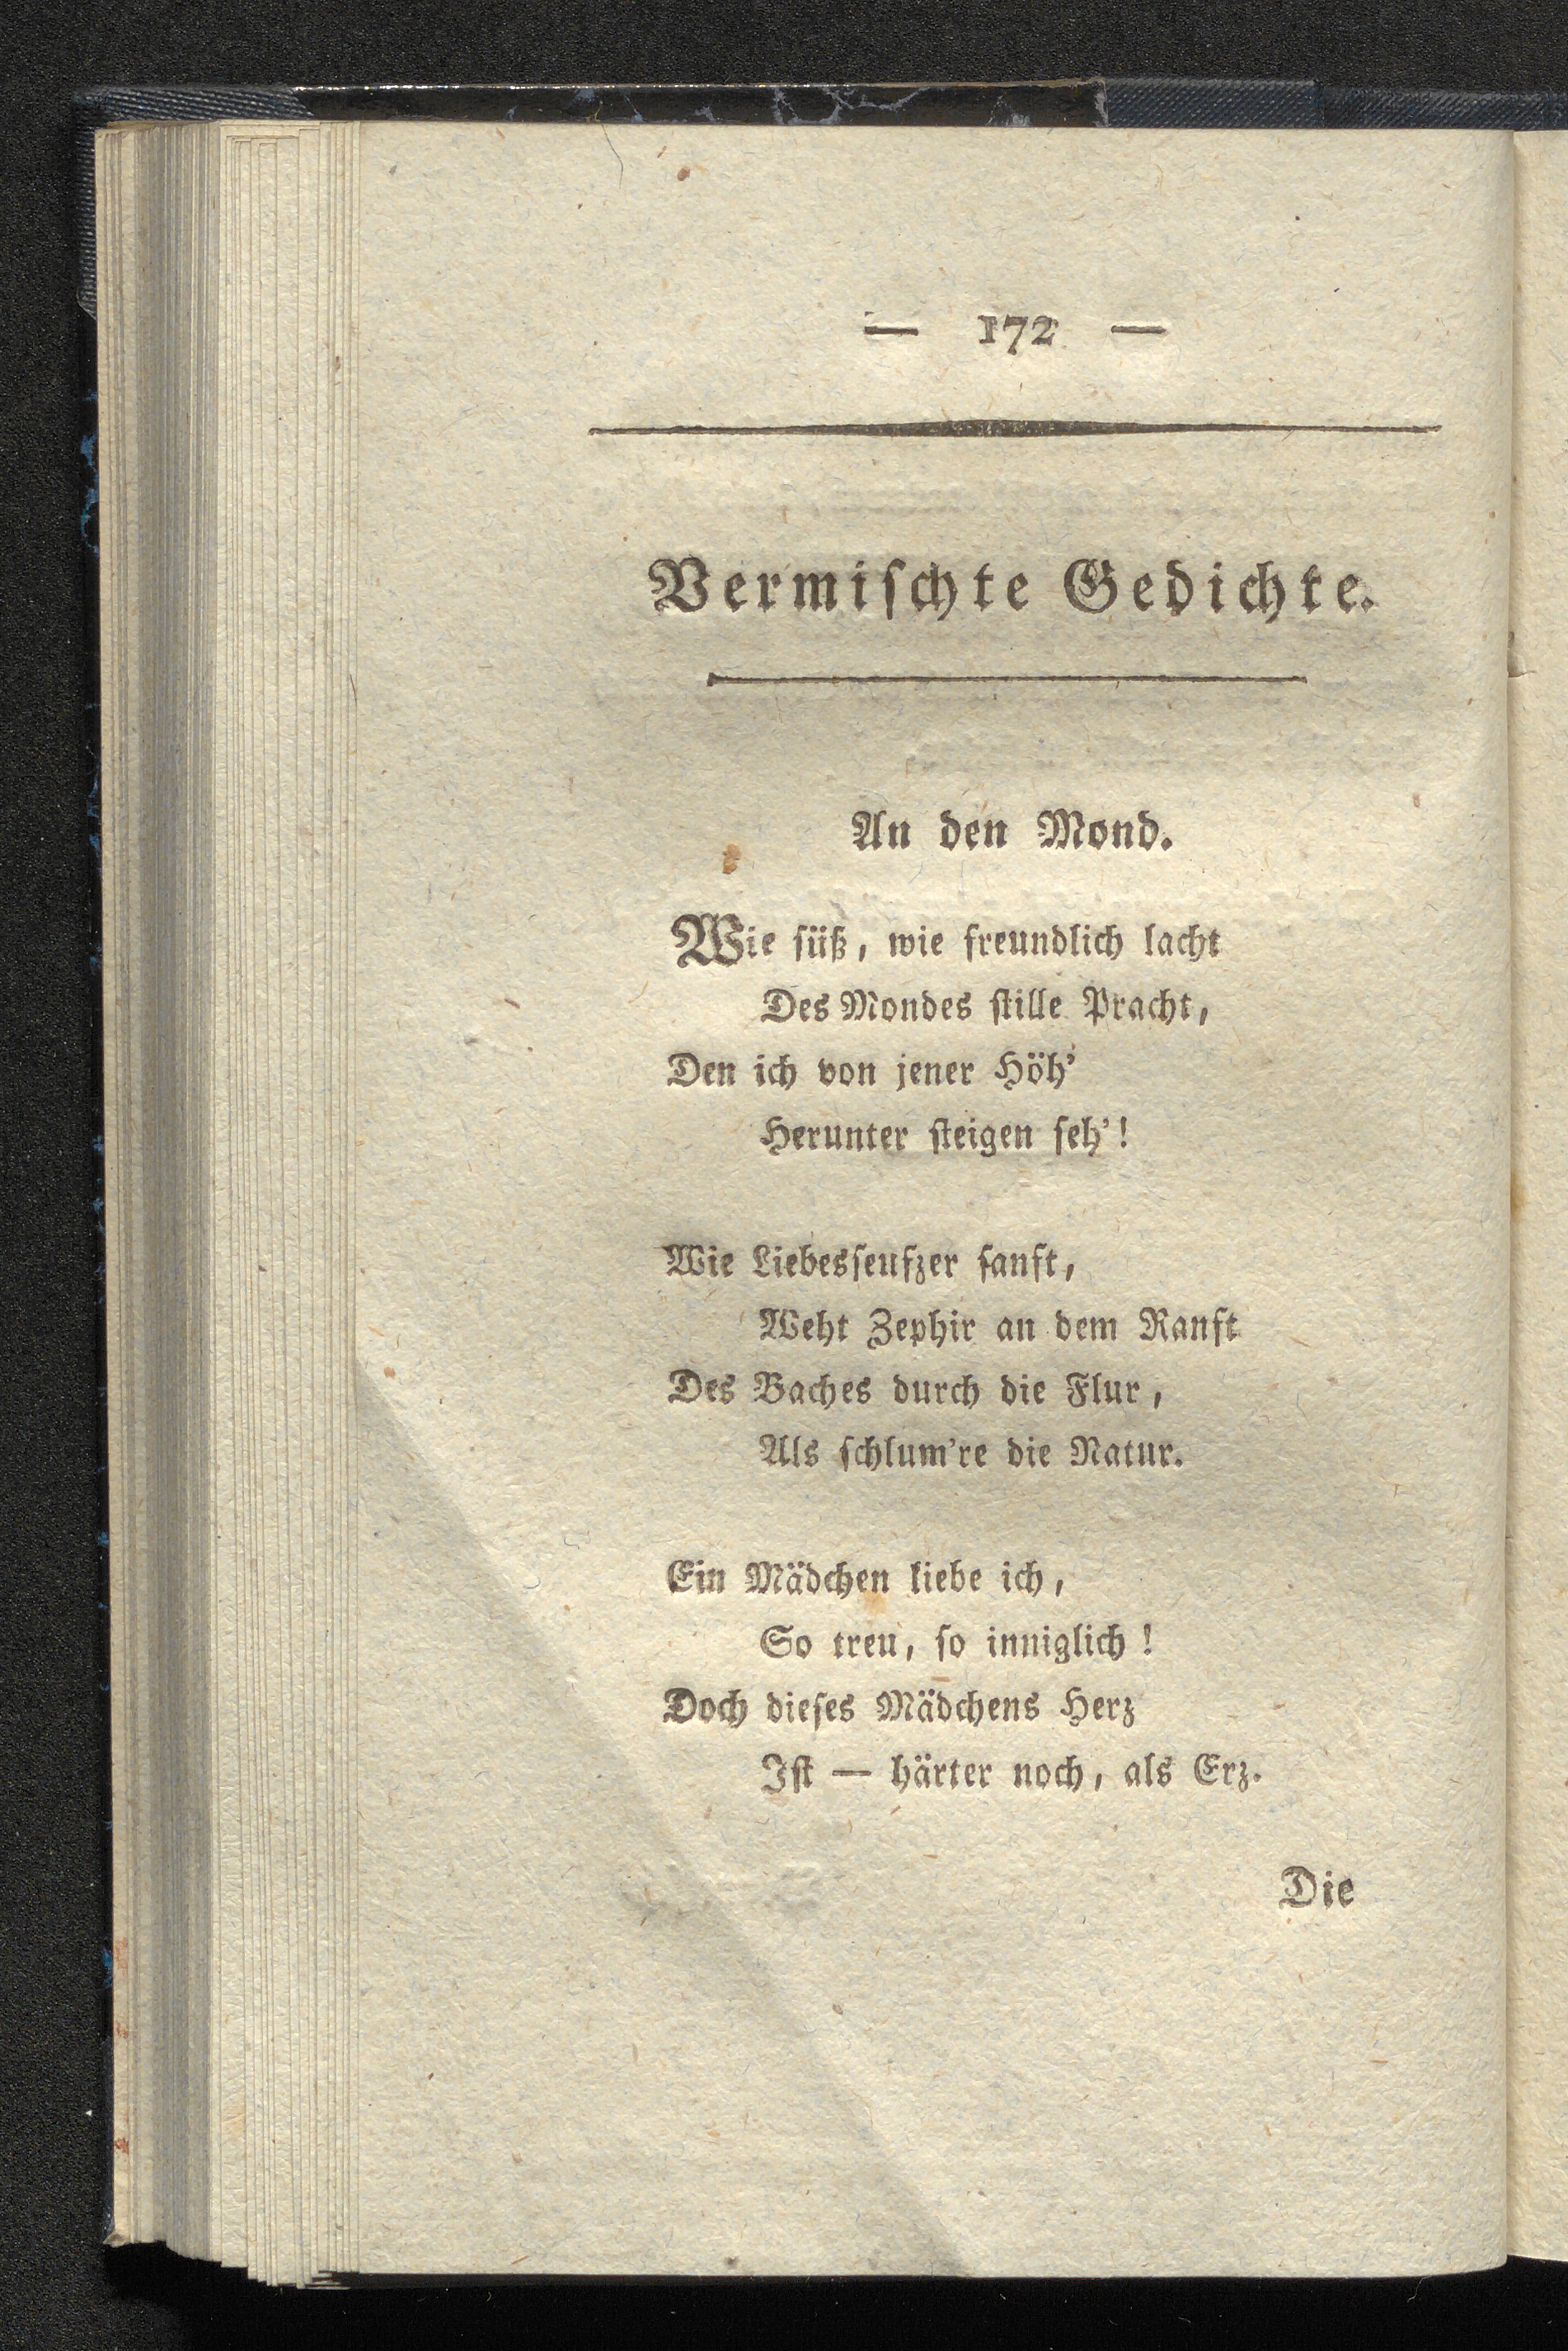 — 172 —
Vermiſchte Gedichte.
An den Mond.
Wie ſüß, wie freundlich lacht
Des Mondes ſtille Pracht,
Den ich von jener Höh'
Herunter ſteigen ſeh'!
Wie Liebesſeufzer ſanft,
Weht Zephir an dem Ranft
Des Baches durch die Flur,
Als ſchlum're die Natur.
Ein Mädchen liebe ich,
So treu, ſo inniglich!
Doch dieſes Mädchens Herz
Iſt — härter noch, als Erz.
Die